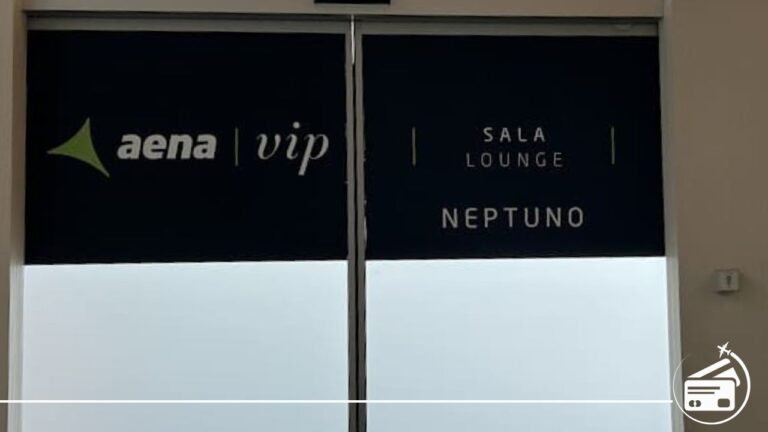 aena | vip
SALA
LOUNGE
NEPTUNO